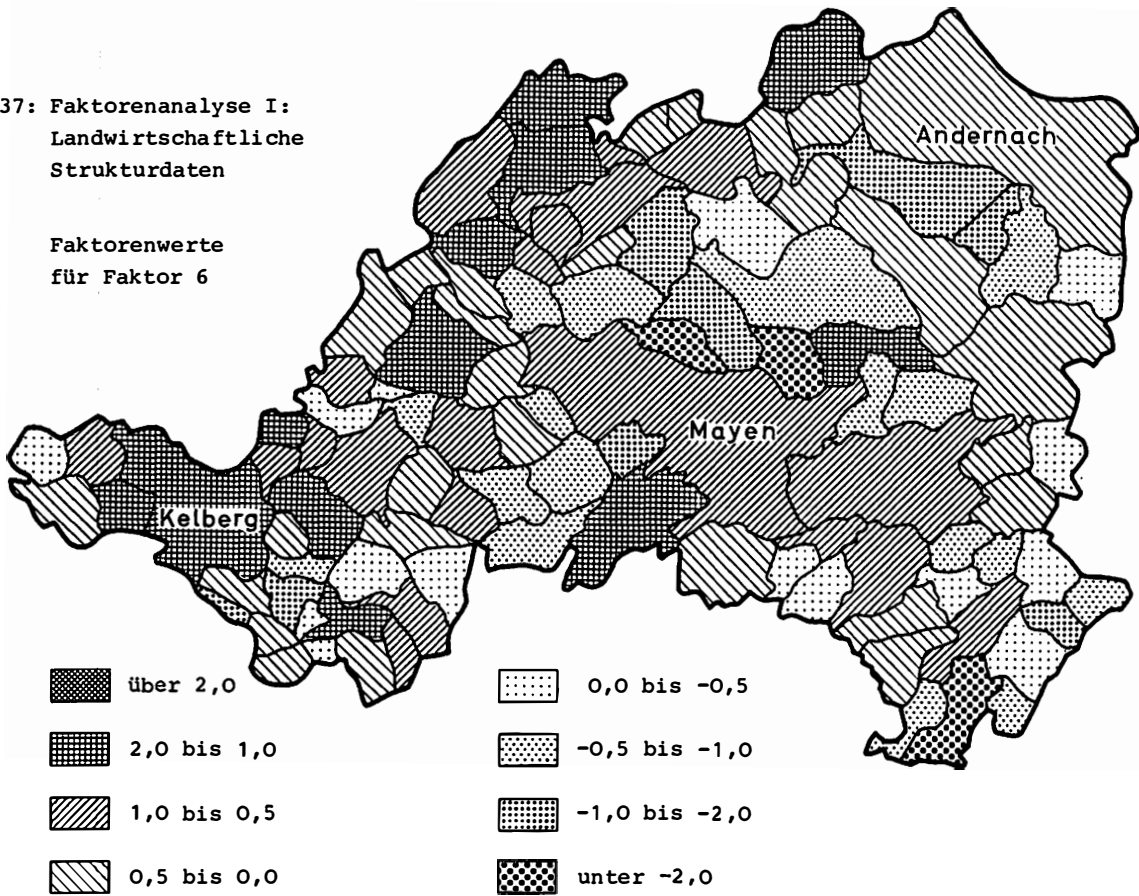 37: Faktorenanalyse I:
Landwirtschaftliche
Strukturdaten
Faktorenwerte
für Faktor 6
Andernach
Mayen
Kelberg
über 2,0
2,0 bis 1,0
1,0 bis 0,5
0,5 bis 0,0
0,0 bis -0,5
-0,5 bis -1,0
-1,0 bis -2,0
unter -2,0